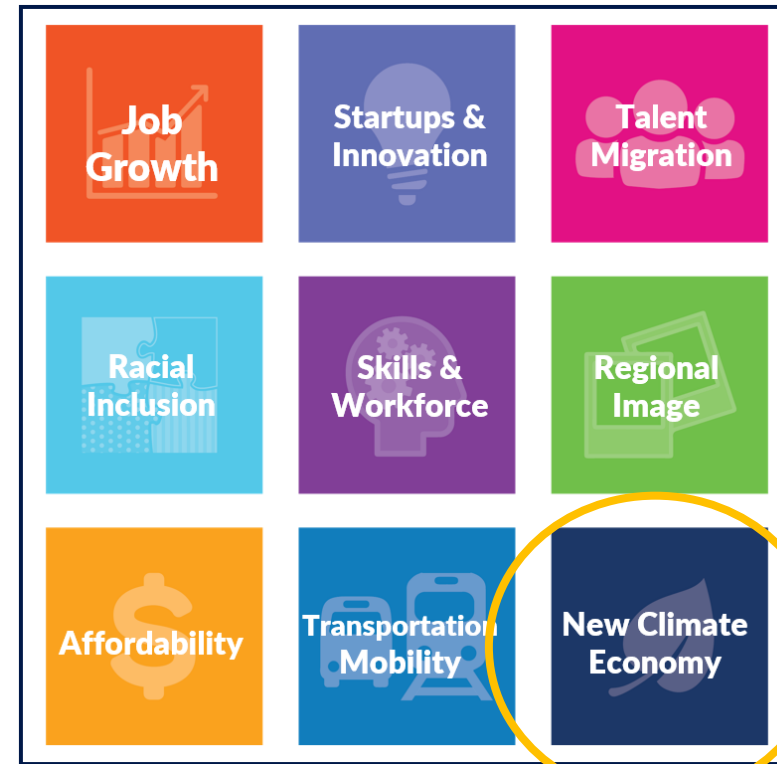 Job
Growth
Startups &
Innovation
Talent
Migration
Racial
Inclusion
Skills &
Workforce
Regional
Image
Affordability
Transportation
Mobility
New Climate
Economy